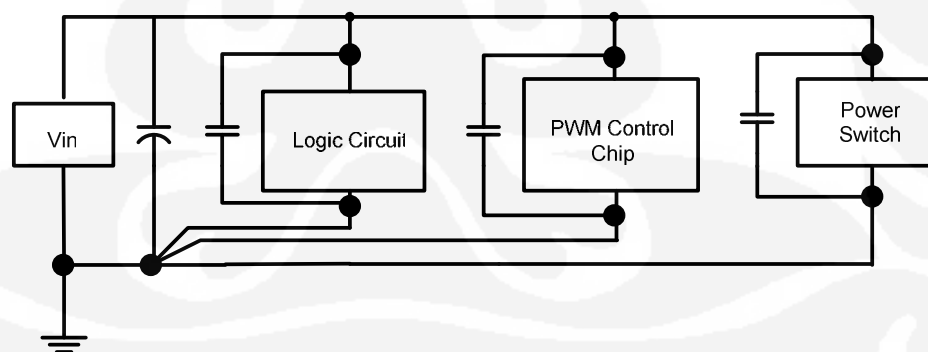 Vin
Logic Circuit
PWM Control
Chip
Power
Switch